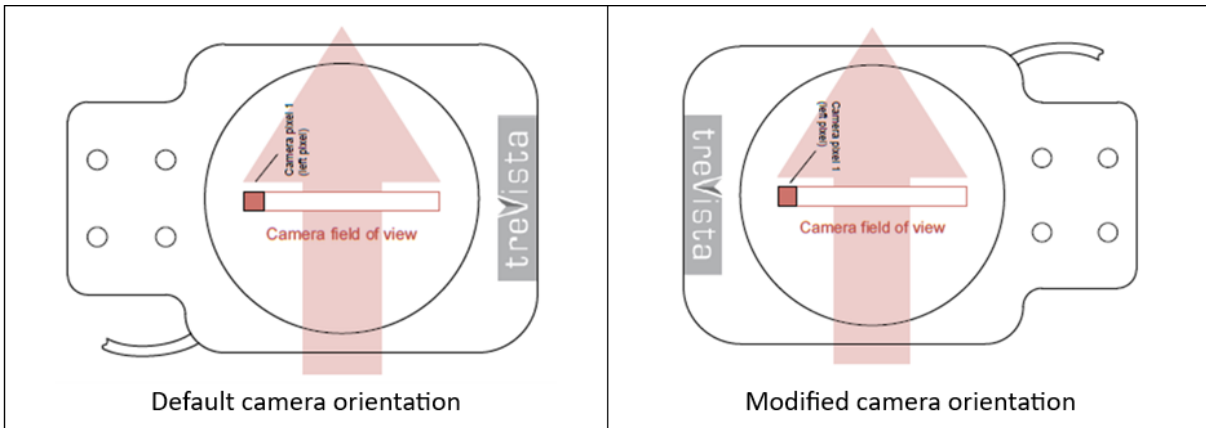 Camera pixel 1
(left pixel)
Camera field of view
treVista
Default camera orientation
treVista
Camera pixel 1
(left pixel)
Camera field of view
Modified camera orientation